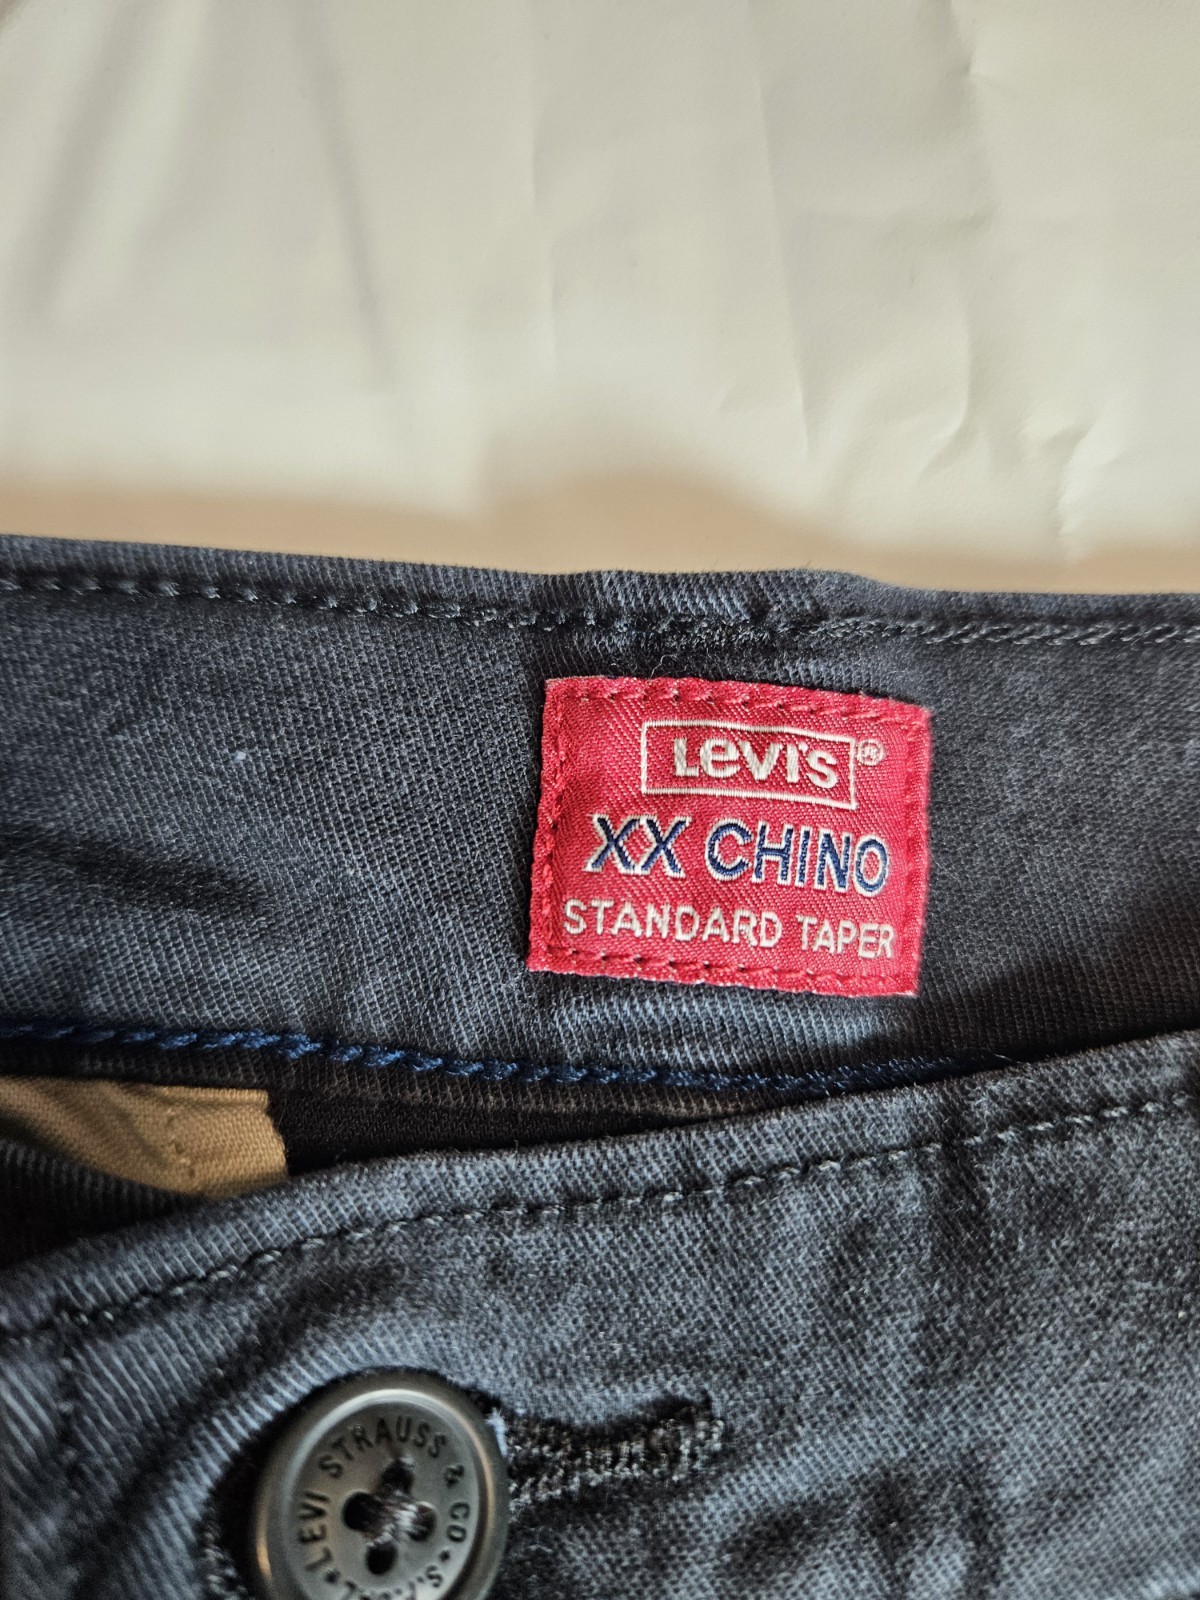 Levi's®
XX CHINO
STANDARD TAPER
LEVI STRAUSS & CO